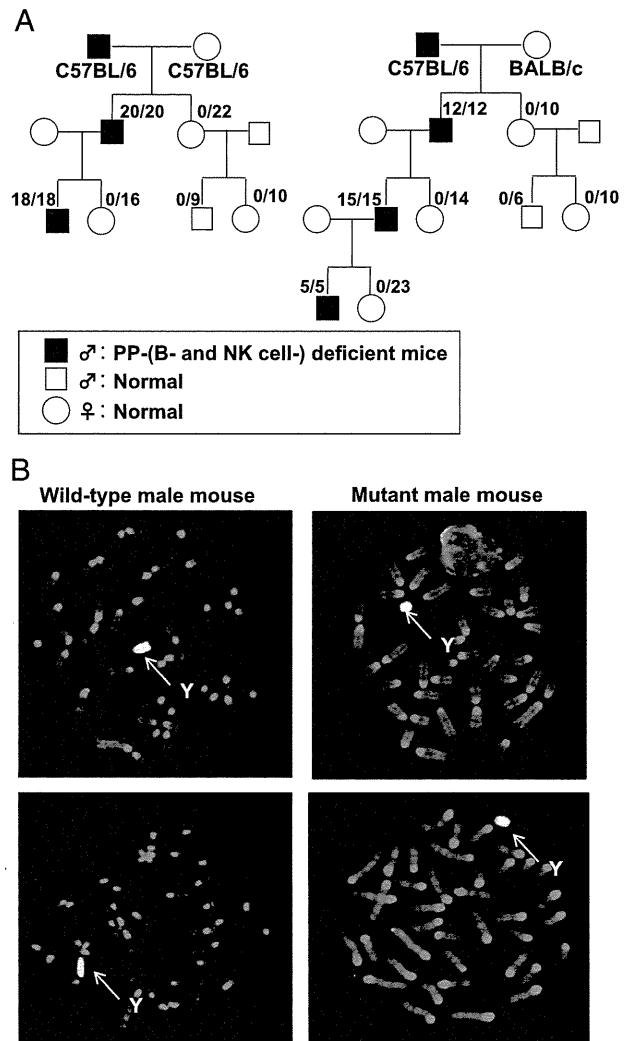 A
C57BL/6 C57BL/6 C57BL/6 BALB/c
20/20 0/22 12/12 0/10
18/18 0/16 0/9 0/10 15/15 0/14 0/6 0/10
5/5 0/23
♂: PP-(B- and NK cell-) deficient mice
♂: Normal
♀: Normal
B
Wild-type male mouse Mutant male mouse
Y Y
Y Y